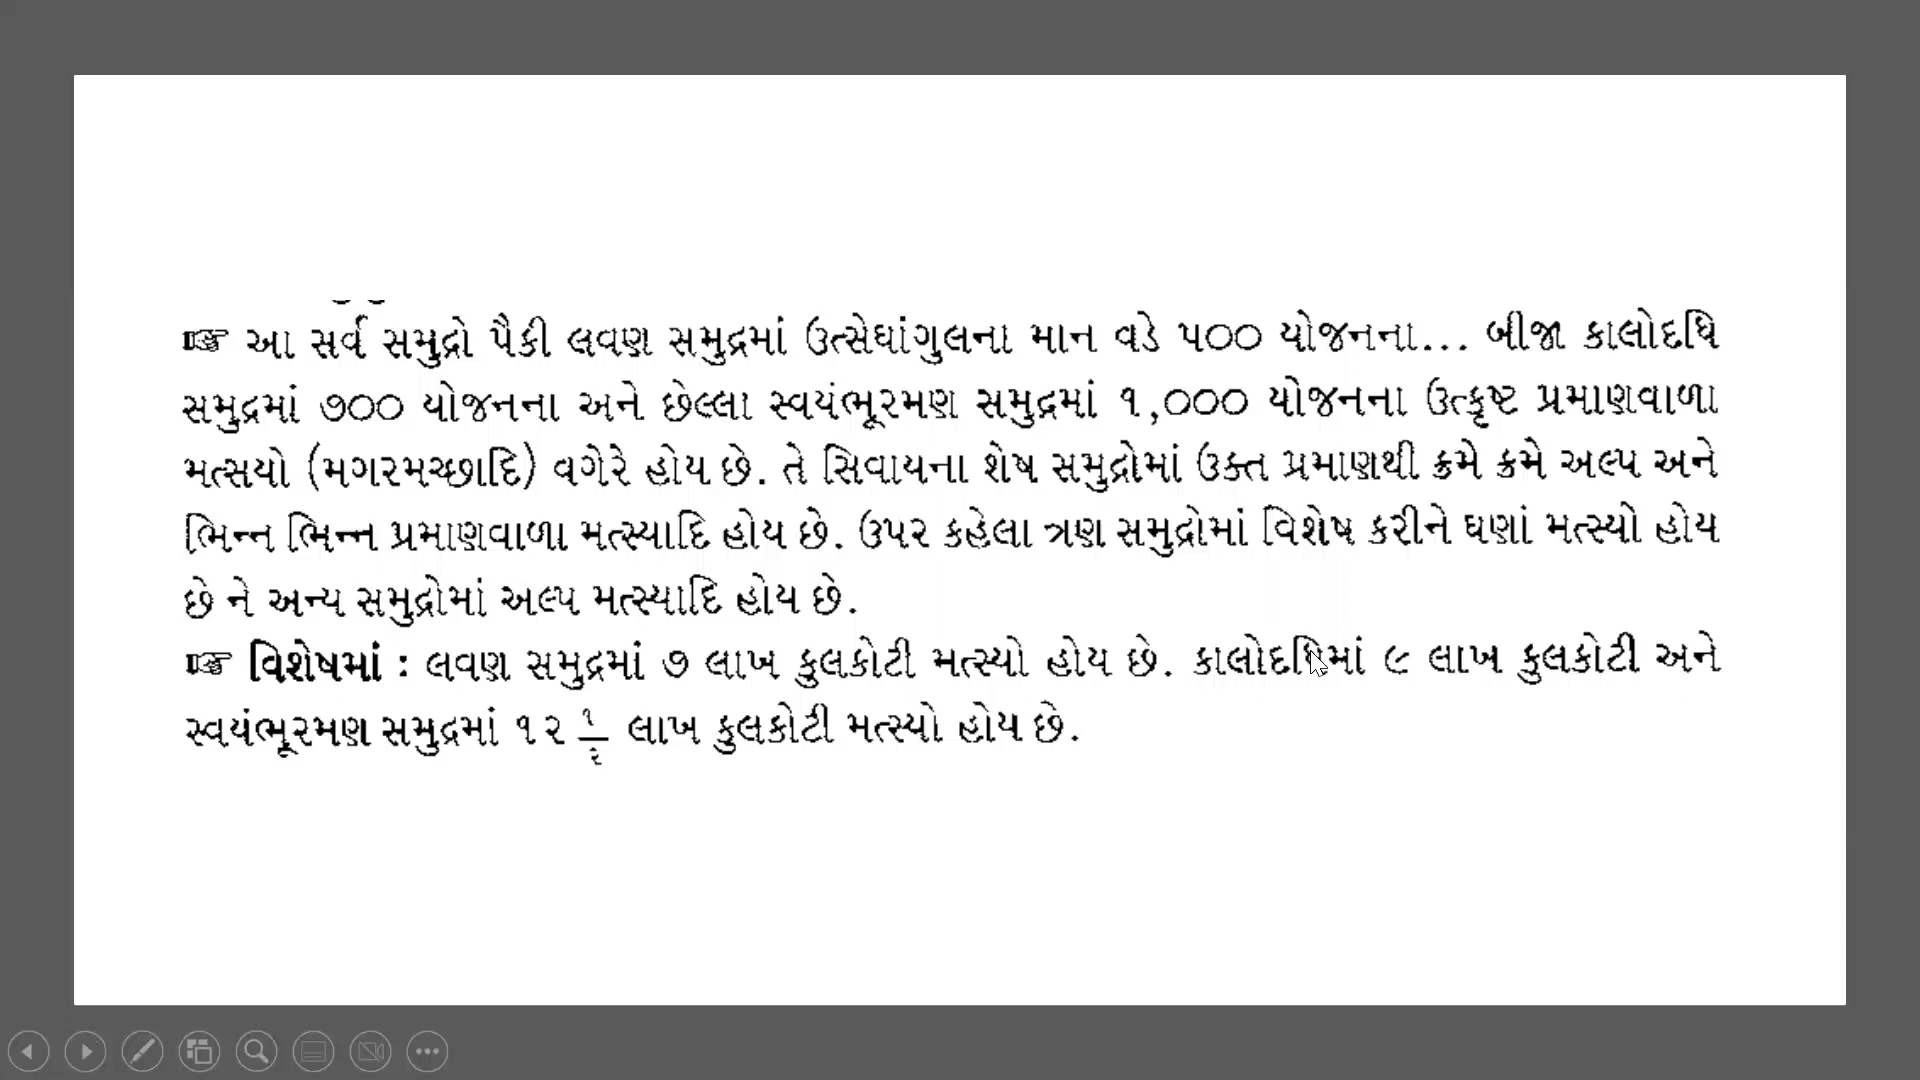 ☞ આ સર્વ સમુદ્રો પૈકી લવણ સમુદ્રમાં ઉત્સેધાંગુલના માન વડે ૫૦૦ યોજનના... બીજા કાલોદધિ
સમુદ્રમાં ૭૦૦ યોજનના અને છેલ્લા સ્વયંભૂરમણ સમુદ્રમાં ૧,૦૦૦ યોજનના ઉત્કૃષ્ટ પ્રમાણવાળા
મત્સયો (મગરમચ્છાદિ) વગેરે હોય છે. તે સિવાયના શેષ સમુદ્રોમાં ઉક્ત પ્રમાણથી ક્રમે ક્રમે અલ્પ અને
ભિન્ન ભિન્ન પ્રમાણવાળા મત્સ્યાદિ હોય છે. ઉપર કહેલા ત્રણ સમુદ્રોમાં વિશેષ કરીને ઘણાં મત્સ્યો હોય
છે ને અન્ય સમુદ્રોમાં અલ્પ મત્સ્યાદિ હોય છે.
☞ વિશેષમાં : લવણ સમુદ્રમાં ૭ લાખ કુલકોટી મત્સ્યો હોય છે. કાલોદધિમાં ૯ લાખ કુલકોટી અને
સ્વયંભૂરમણ સમુદ્રમાં ૧૨ ૧/૨ લાખ કુલકોટી મત્સ્યો હોય છે.